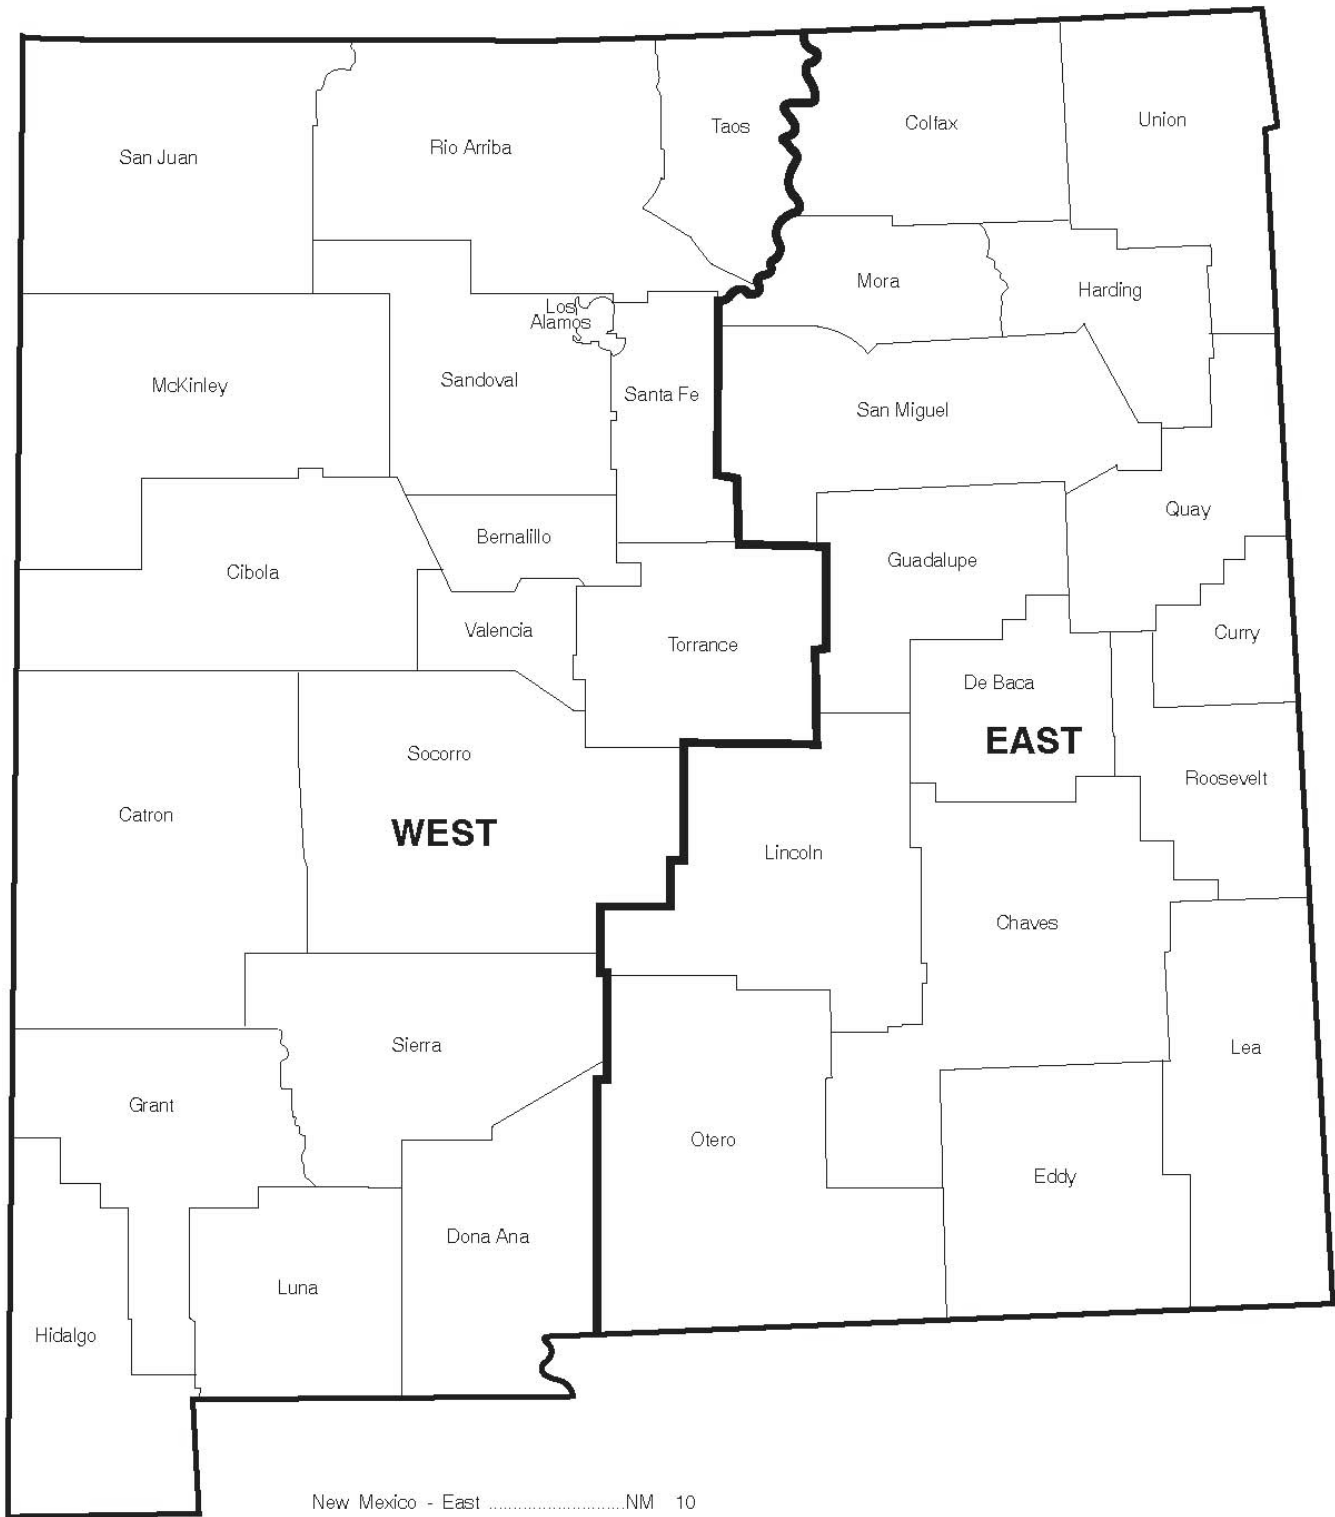 Taos
Colfax
Union
San Juan
Rio Arriba
Mora
Harding
Los
Alamos
McKinley
Sandoval
Santa Fe
San Miguel
Quay
Bernalillo
Guadalupe
Cibola
Valencia
Torrance
Curry
De Baca
EAST
Socorro
Roosevelt
Catron
WEST
Lincoln
Chaves
Sierra
Lea
Grant
Otero
Eddy
Dona Ana
Luna
Hidalgo
New Mexico - East ............................NM 10